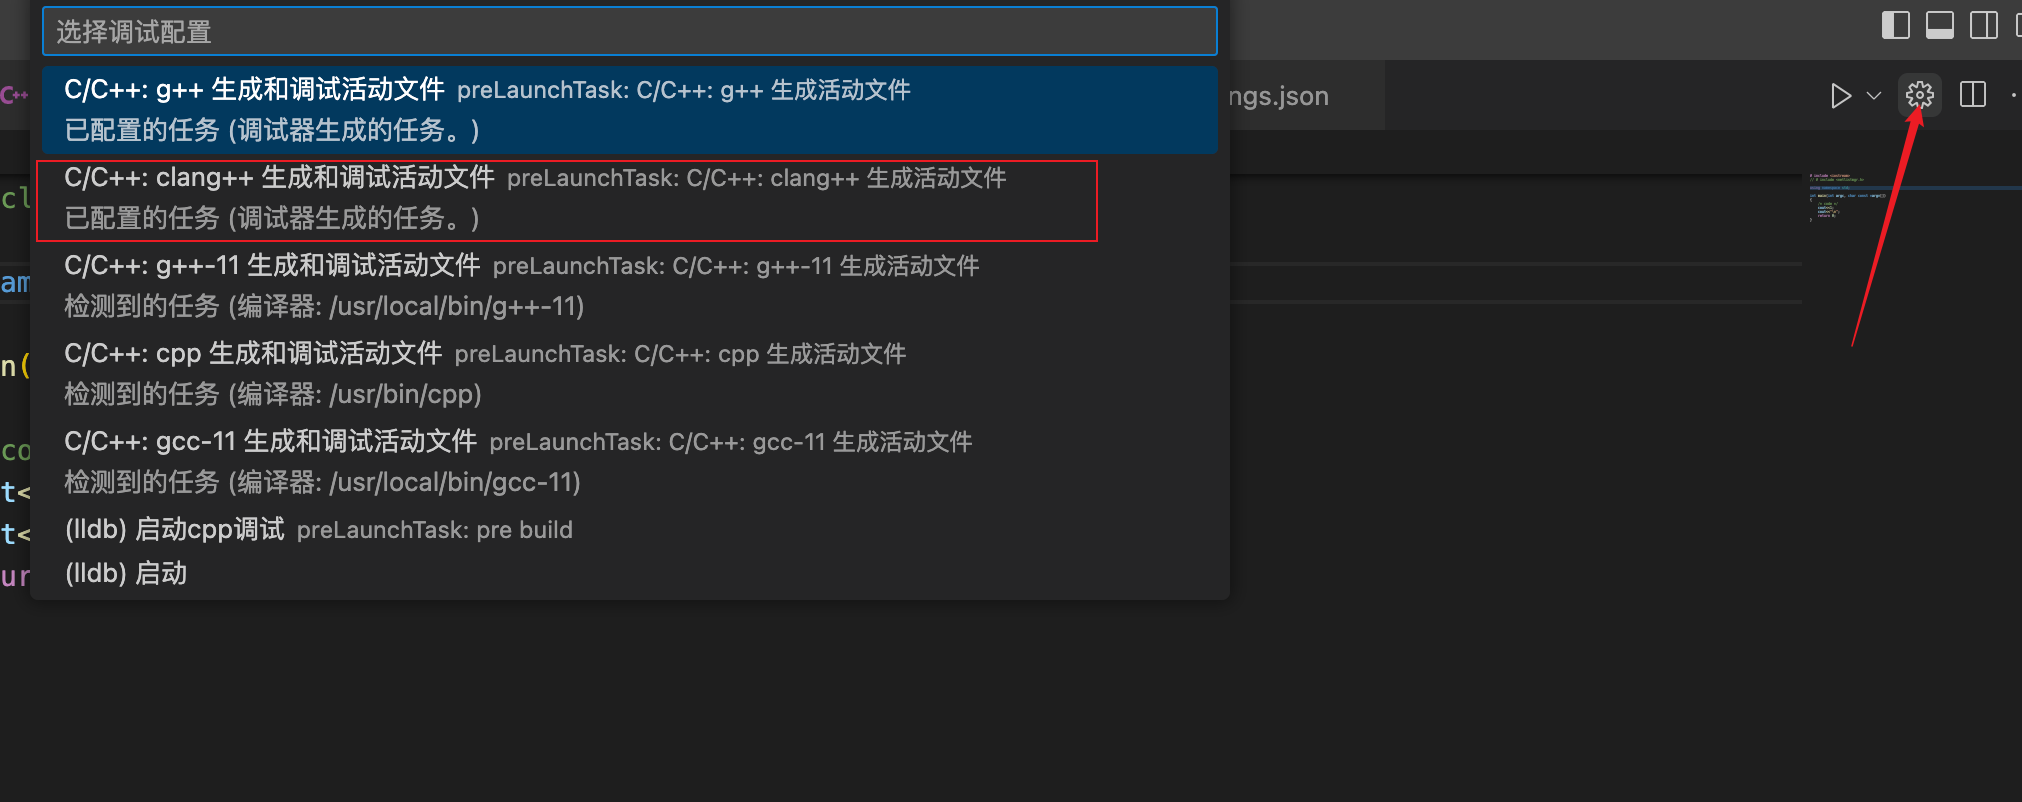 选择调试配置
C/C++: g++ 生成和调试活动文件 preLaunchTask: C/C++: g++ 生成活动文件
已配置的任务 (调试器生成的任务。)
C/C++: clang++ 生成和调试活动文件 preLaunchTask: C/C++: clang++ 生成活动文件
已配置的任务 (调试器生成的任务。)
C/C++: g++-11 生成和调试活动文件 preLaunchTask: C/C++: g++-11 生成活动文件
检测到的任务 (编译器: /usr/local/bin/g++-11)
C/C++: cpp 生成和调试活动文件 preLaunchTask: C/C++: cpp 生成活动文件
检测到的任务 (编译器: /usr/bin/cpp)
C/C++: gcc-11 生成和调试活动文件 preLaunchTask: C/C++: gcc-11 生成活动文件
检测到的任务 (编译器: /usr/local/bin/gcc-11)
(lldb) 启动cpp调试 preLaunchTask: pre build
(lldb) 启动
C++
ngs.json
cl
am
n(
co
t<
t<
ur